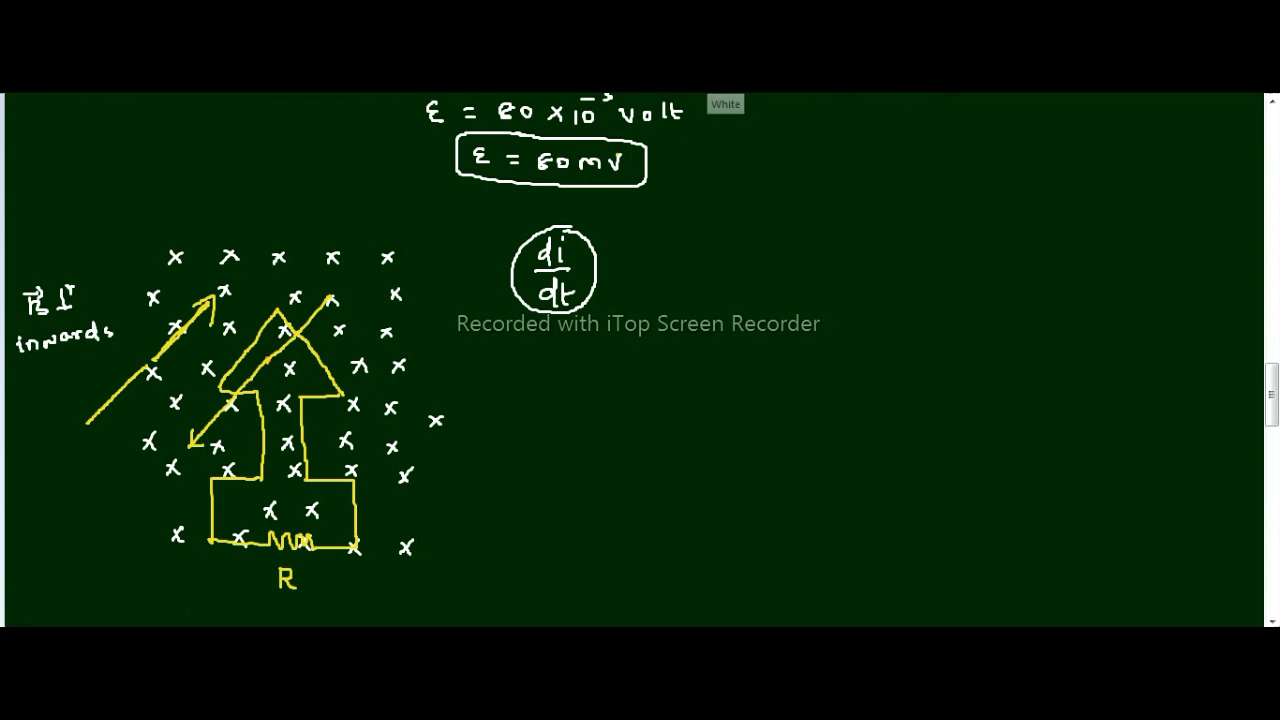 ε = 80 × 10⁻³ volt
White
ε = 80 mV
di
dt
B⃗ ⊥r
inwards
Recorded with iTop Screen Recorder
R